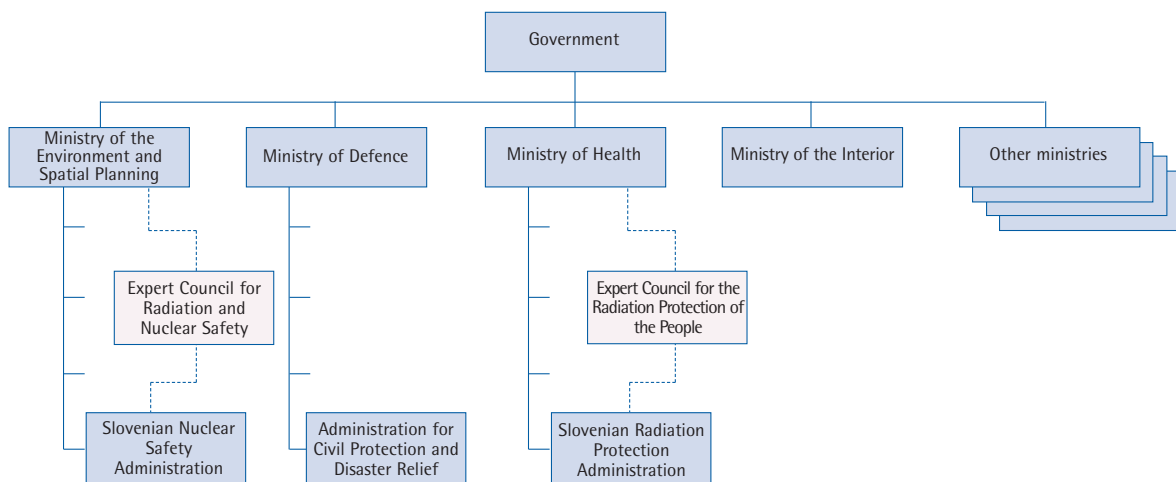 Government
Ministry of the
Environment and
Spatial Planning
Ministry of Defence
Ministry of Health
Ministry of the Interior
Other ministries
Expert Council for
Radiation and
Nuclear Safety
Expert Council for the
Radiation Protection of
the People
Slovenian Nuclear
Safety
Administration
Administration for
Civil Protection and
Disaster Relief
Slovenian Radiation
Protection
Administration